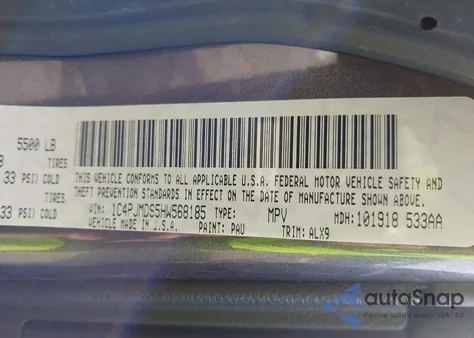 5500 LB
TIRES
33 PSI) COLD
TIRES
33 PSI) COLD
THIS VEHICLE CONFORMS TO ALL APPLICABLE U.S.A. FEDERAL MOTOR VEHICLE SAFETY AND
THEFT PREVENTION STANDARDS IN EFFECT ON THE DATE OF MANUFACTURE SHOWN ABOVE.
VIN: 1C4PJMDS5HW568185 TYPE: MPV MDH: 101918 533AA
VEHICLE MADE IN U.S.A. PAINT: PAU TRIM: ALX9
autoSnap